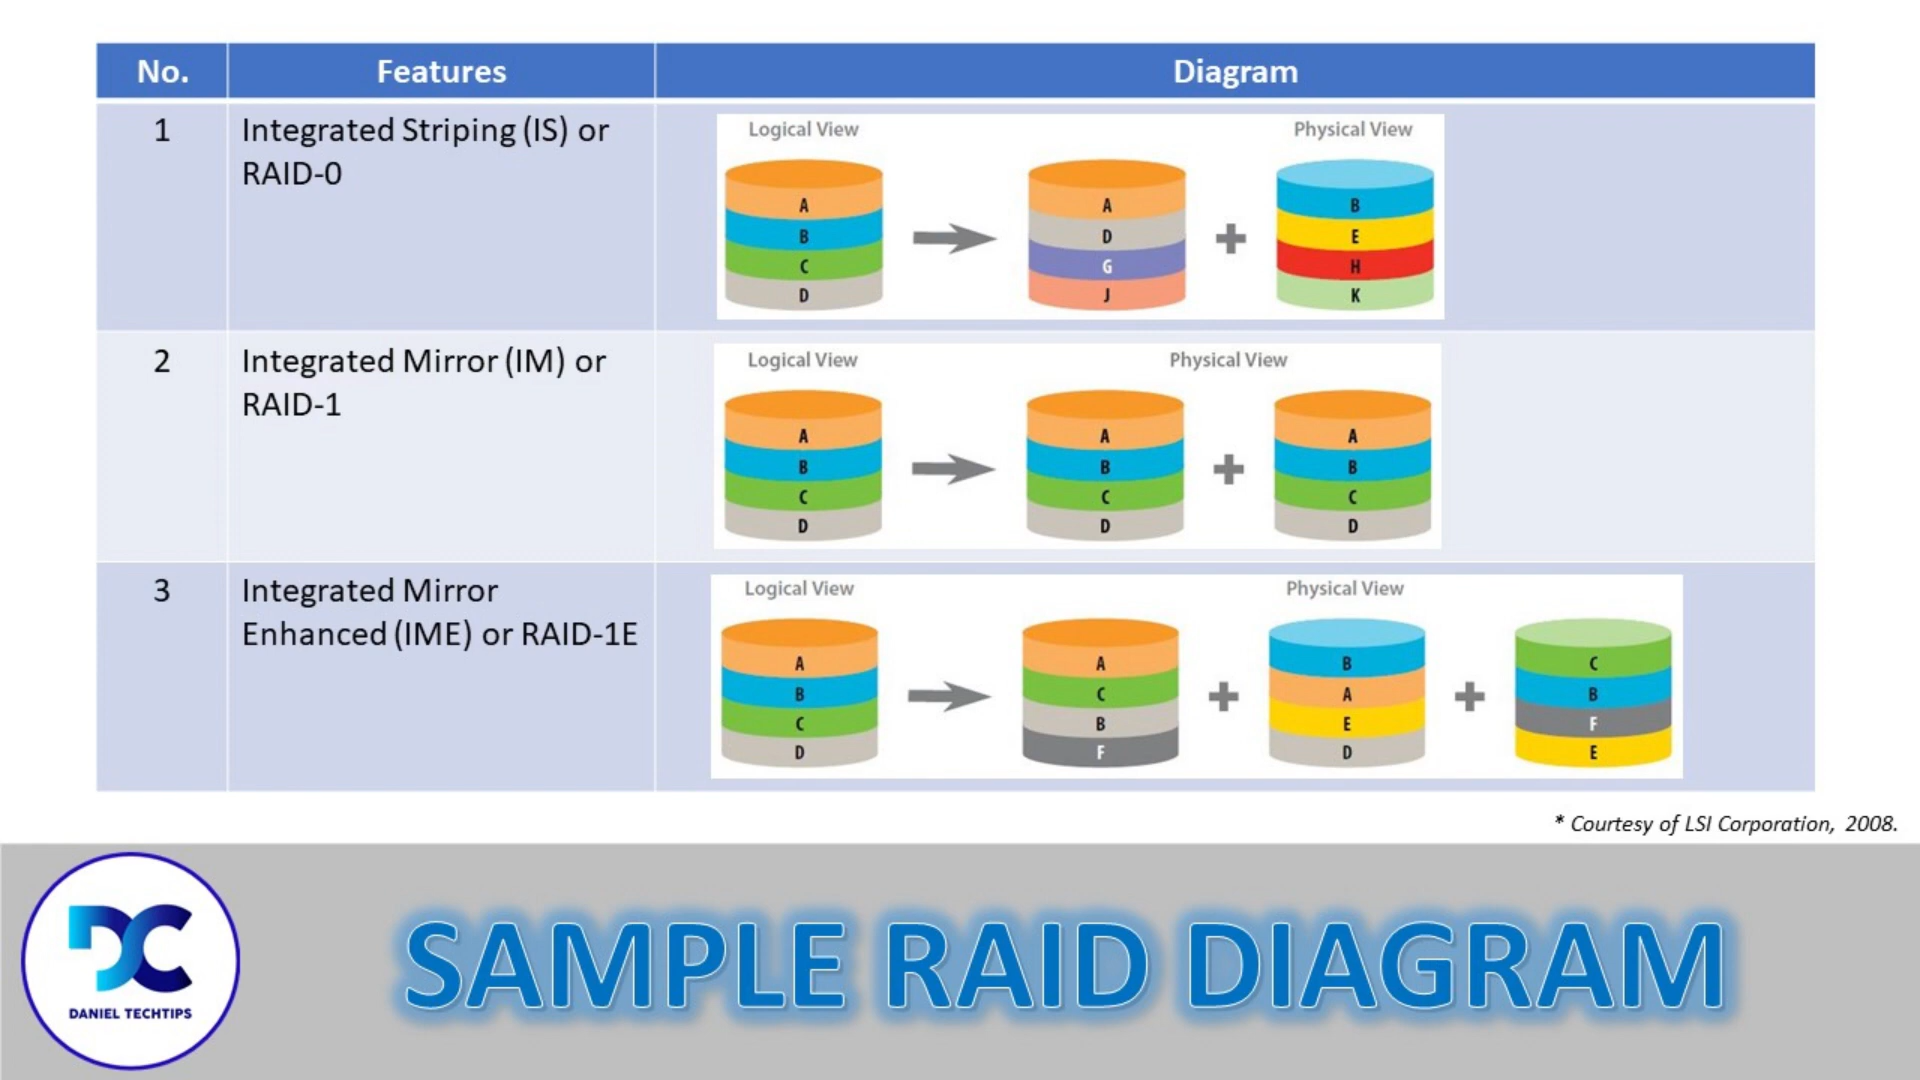 No. Features Diagram
1 Integrated Striping (IS) or
RAID-0
Logical View Physical View
A A B
B D E
C G H
D J K
2 Integrated Mirror (IM) or
RAID-1
Logical View Physical View
A A A
B B B
C C C
D D D
3 Integrated Mirror
Enhanced (IME) or RAID-1E
Logical View Physical View
A A B C
B C A B
C B E F
D F D E
* Courtesy of LSI Corporation, 2008.
DC
DANIEL TECHTIPS
SAMPLE RAID DIAGRAM